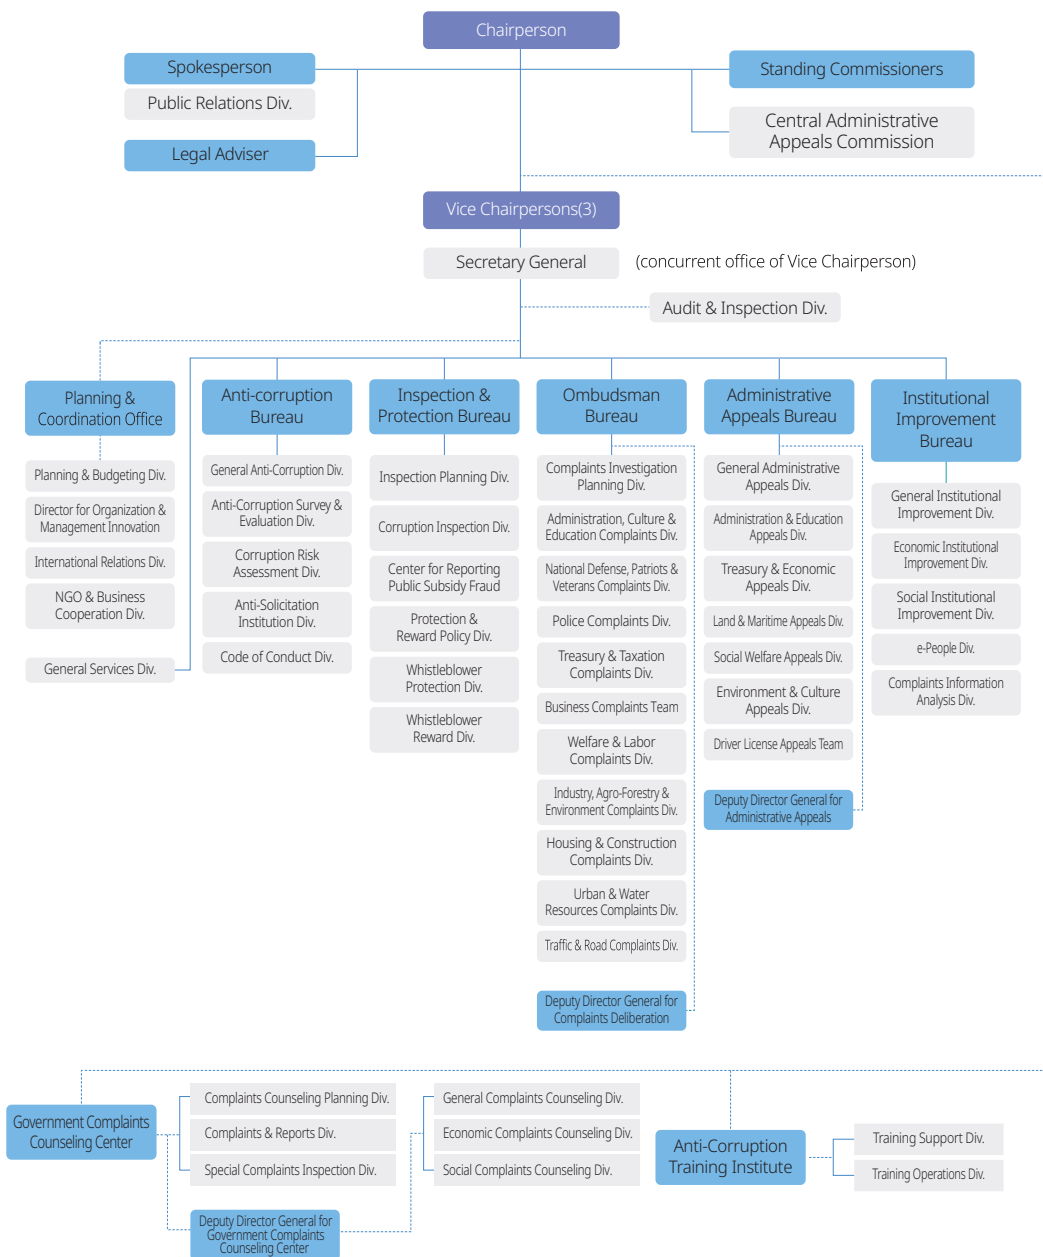 Chairperson
Spokesperson
Public Relations Div.
Legal Adviser
Standing Commissioners
Central Administrative
Appeals Commission
Vice Chairpersons(3)
Secretary General
(concurrent office of Vice Chairperson)
Audit & Inspection Div.
Planning &
Coordination Office
Planning & Budgeting Div.
Director for Organization &
Management Innovation
International Relations Div.
NGO & Business
Cooperation Div.
General Services Div.
Anti-corruption
Bureau
General Anti-Corruption Div.
Anti-Corruption Survey &
Evaluation Div.
Corruption Risk
Assessment Div.
Anti-Solicitation
Institution Div.
Code of Conduct Div.
Inspection &
Protection Bureau
Inspection Planning Div.
Corruption Inspection Div.
Center for Reporting
Public Subsidy Fraud
Protection &
Reward Policy Div.
Whistleblower
Protection Div.
Whistleblower
Reward Div.
Ombudsman
Bureau
Complaints Investigation
Planning Div.
Administration, Culture &
Education Complaints Div.
National Defense, Patriots &
Veterans Complaints Div.
Police Complaints Div.
Treasury & Taxation
Complaints Div.
Business Complaints Team
Welfare & Labor
Complaints Div.
Industry, Agro-Forestry &
Environment Complaints Div.
Housing & Construction
Complaints Div.
Urban & Water
Resources Complaints Div.
Traffic & Road Complaints Div.
Deputy Director General for
Complaints Deliberation
Administrative
Appeals Bureau
General Administrative
Appeals Div.
Administration & Education
Appeals Div.
Treasury & Economic
Appeals Div.
Land & Maritime Appeals Div.
Social Welfare Appeals Div.
Environment & Culture
Appeals Div.
Driver License Appeals Team
Deputy Director General for
Administrative Appeals
Institutional
Improvement
Bureau
General Institutional
Improvement Div.
Economic Institutional
Improvement Div.
Social Institutional
Improvement Div.
e-People Div.
Complaints Information
Analysis Div.
Government Complaints
Counseling Center
Complaints Counseling Planning Div.
Complaints & Reports Div.
Special Complaints Inspection Div.
Deputy Director General for
Government Complaints
Counseling Center
General Complaints Counseling Div.
Economic Complaints Counseling Div.
Social Complaints Counseling Div.
Anti-Corruption
Training Institute
Training Support Div.
Training Operations Div.